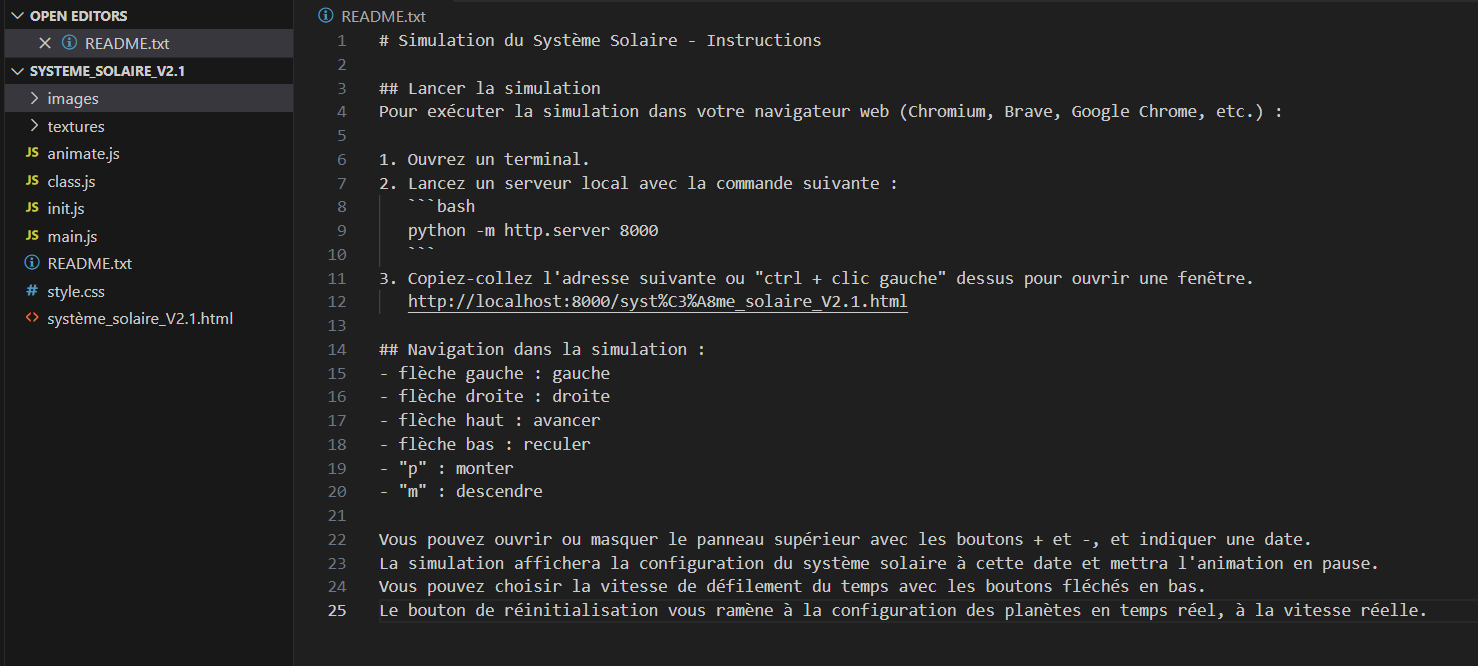 OPEN EDITORS
README.txt
SYSTEME_SOLAIRE_V2.1
images
textures
JS animate.js
JS class.js
JS init.js
JS main.js
README.txt
# style.css
<> système_solaire_V2.1.html
README.txt
1 # Simulation du Système Solaire - Instructions
2
3 ## Lancer la simulation
4 Pour exécuter la simulation dans votre navigateur web (Chromium, Brave, Google Chrome, etc.) :
5
6 1. Ouvrez un terminal.
7 2. Lancez un serveur local avec la commande suivante :
8 ```bash
9 python -m http.server 8000
10 ```
11 3. Copiez-collez l'adresse suivante ou "ctrl + clic gauche" dessus pour ouvrir une fenêtre.
12 http://localhost:8000/syst%C3%A8me_solaire_V2.1.html
13
14 ## Navigation dans la simulation :
15 - flèche gauche : gauche
16 - flèche droite : droite
17 - flèche haut : avancer
18 - flèche bas : reculer
19 - "p" : monter
20 - "m" : descendre
21
22 Vous pouvez ouvrir ou masquer le panneau supérieur avec les boutons + et -, et indiquer une date.
23 La simulation affichera la configuration du système solaire à cette date et mettra l'animation en pause.
24 Vous pouvez choisir la vitesse de défilement du temps avec les boutons fléchés en bas.
25 Le bouton de réinitialisation vous ramène à la configuration des planètes en temps réel, à la vitesse réelle.